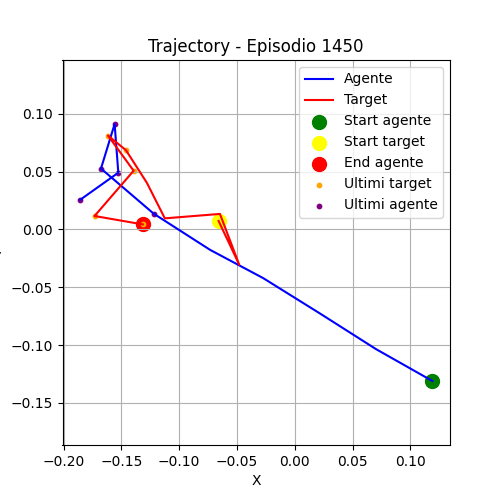 Trajectory - Episodio 1450
Agente
Target
Start agente
Start target
End agente
Ultimi target
Ultimi agente
0.10
0.05
0.00
−0.05
−0.10
−0.15
−0.20
−0.15
−0.10
−0.05
0.00
0.05
0.10
X